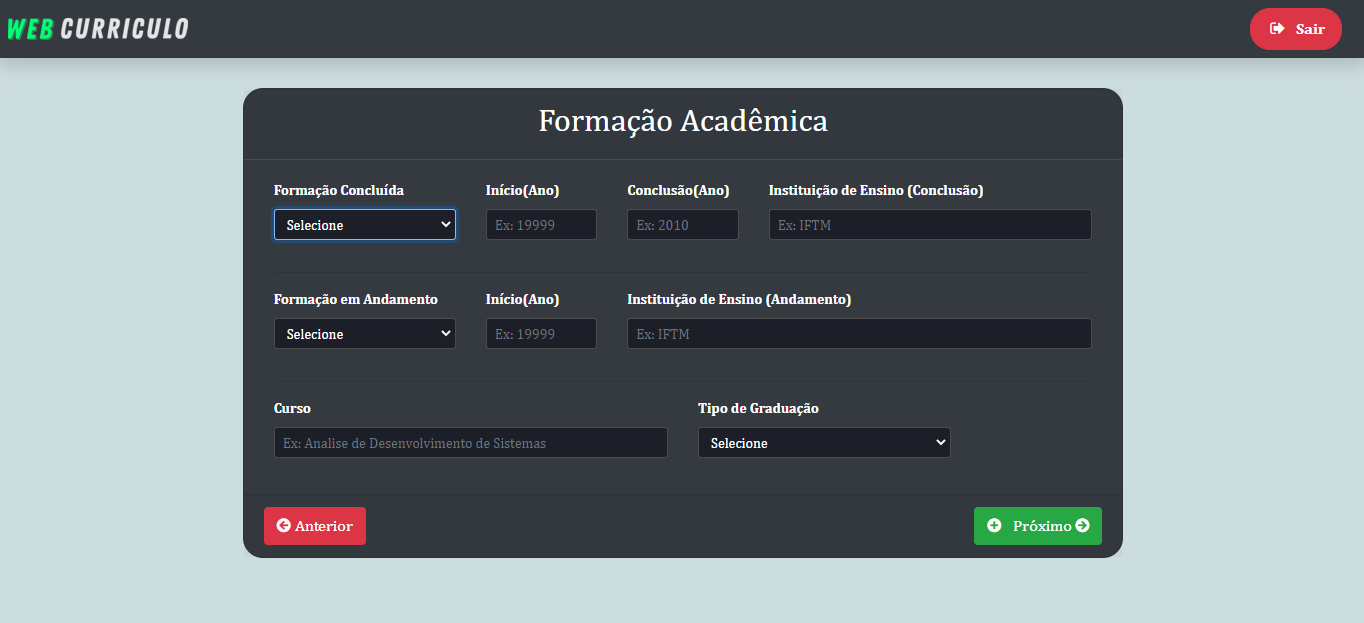 WEB CURRICULO
Sair
Formação Acadêmica
Formação Concluída Início(Ano) Conclusão(Ano) Instituição de Ensino (Conclusão)
Selecione Ex: 19999 Ex: 2010 Ex: IFTM
Formação em Andamento Início(Ano) Instituição de Ensino (Andamento)
Selecione Ex: 19999 Ex: IFTM
Curso Tipo de Graduação
Ex: Analise de Desenvolvimento de Sistemas Selecione
Anterior Próximo